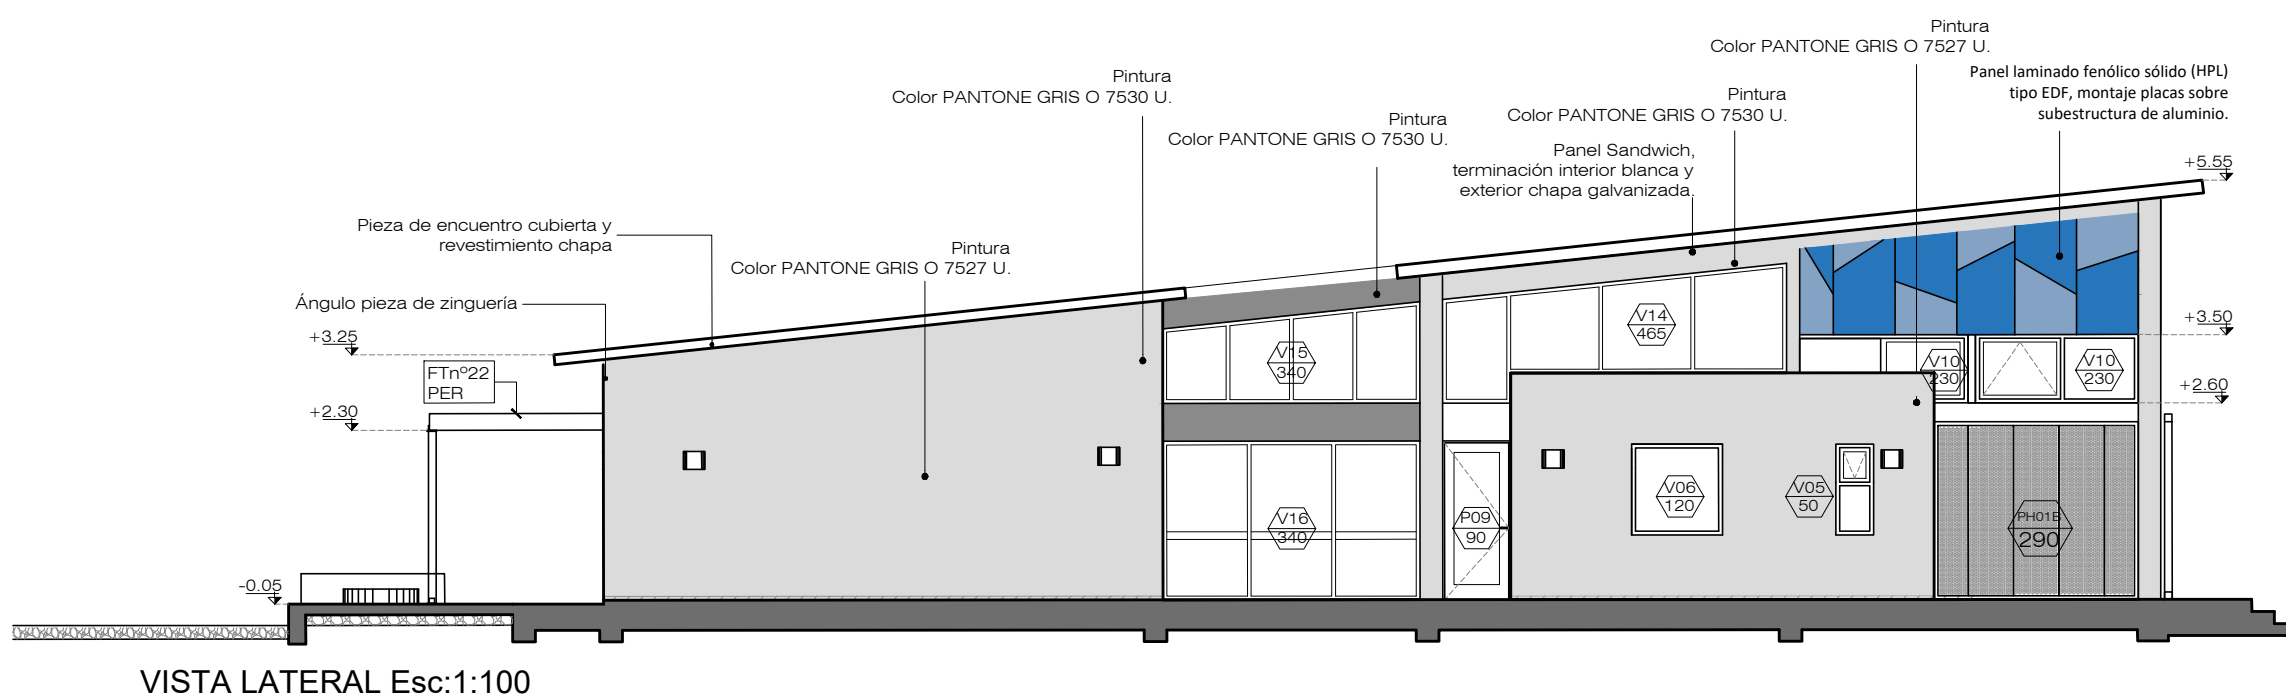 Pintura
Color PANTONE GRIS O 7527 U.
Panel laminado fenólico sólido (HPL)
tipo EDF, montaje placas sobre
subestructura de aluminio.
Pintura
Color PANTONE GRIS O 7530 U.
Pintura
Color PANTONE GRIS O 7530 U.
Pintura
Color PANTONE GRIS O 7530 U.
Panel Sandwich,
terminación interior blanca y
exterior chapa galvanizada.
+5.55
Pieza de encuentro cubierta y
revestimiento chapa
Pintura
Color PANTONE GRIS O 7527 U.
Ángulo pieza de zinguería
+3.25
+3.50
FTnº22
PER
V15
340
V14
465
V10
230
V10
230
+2.60
+2.30
V16
340
P09
90
V06
120
V05
50
PH01B
290
-0.05
VISTA LATERAL Esc:1:100